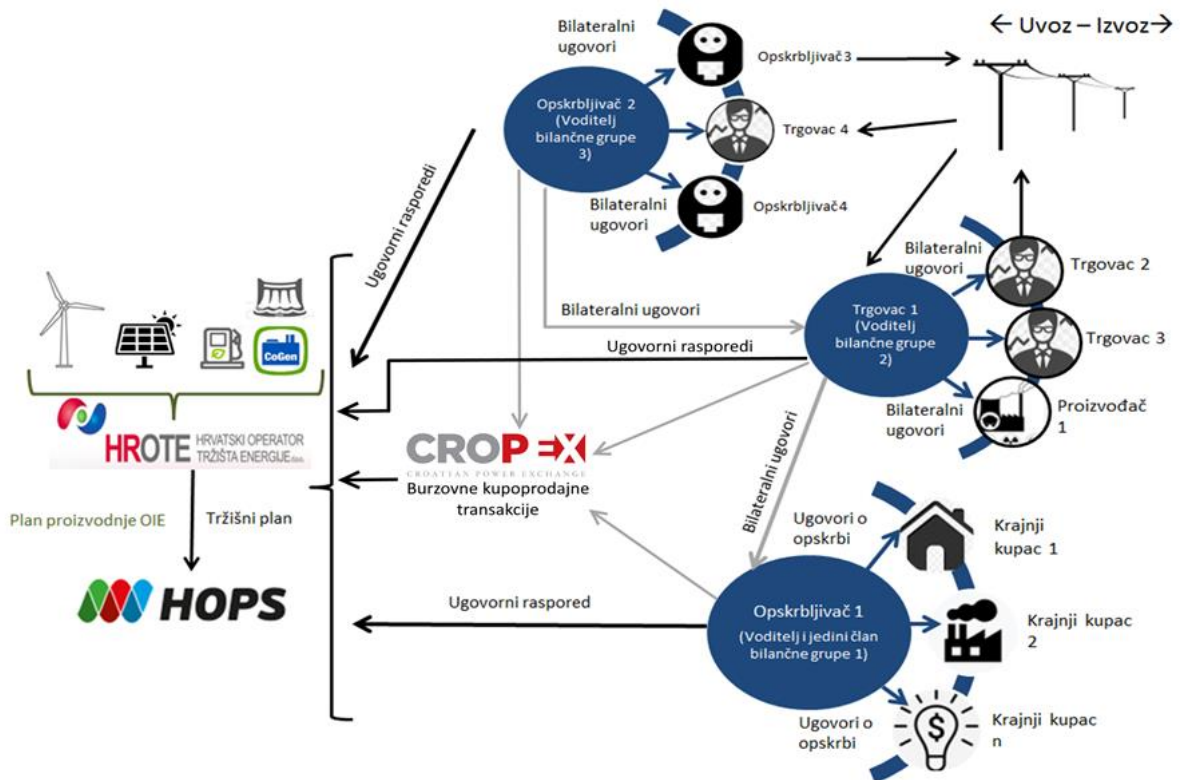 Bilateralni
ugovori
Opskrbljivač 2
(Voditelj
bilančne grupe
3)
Bilateralni
ugovori
Opskrbljivač 3
Trgovac 4
Opskrbljivač4
← Uvoz – Izvoz→
Ugovorni rasporedi
Bilateralni ugovori
Ugovorni rasporedi
Trgovac 1
(Voditelj
bilančne grupe
2)
Bilateralni
ugovori
Trgovac 2
Trgovac 3
Bilateralni
ugovori
Proizvođač
1
CoGen
HROTE
HRVATSKI OPERATOR
TRŽIŠTA ENERGIJE d.o.o.
Plan proizvodnje OIE
Tržišni plan
HOPS
CROPEX
CROATIAN POWER EXCHANGE
Burzovne kupoprodajne
transakcije
Bilateralni ugovori
Ugovorni raspored
Opskrbljivač 1
(Voditelj i jedini član
bilančne grupe 1)
Ugovori o
opskrbi
Krajnji
kupac 1
Krajnji kupac
2
Ugovori o
opskrbi
$
Krajnji kupac
n